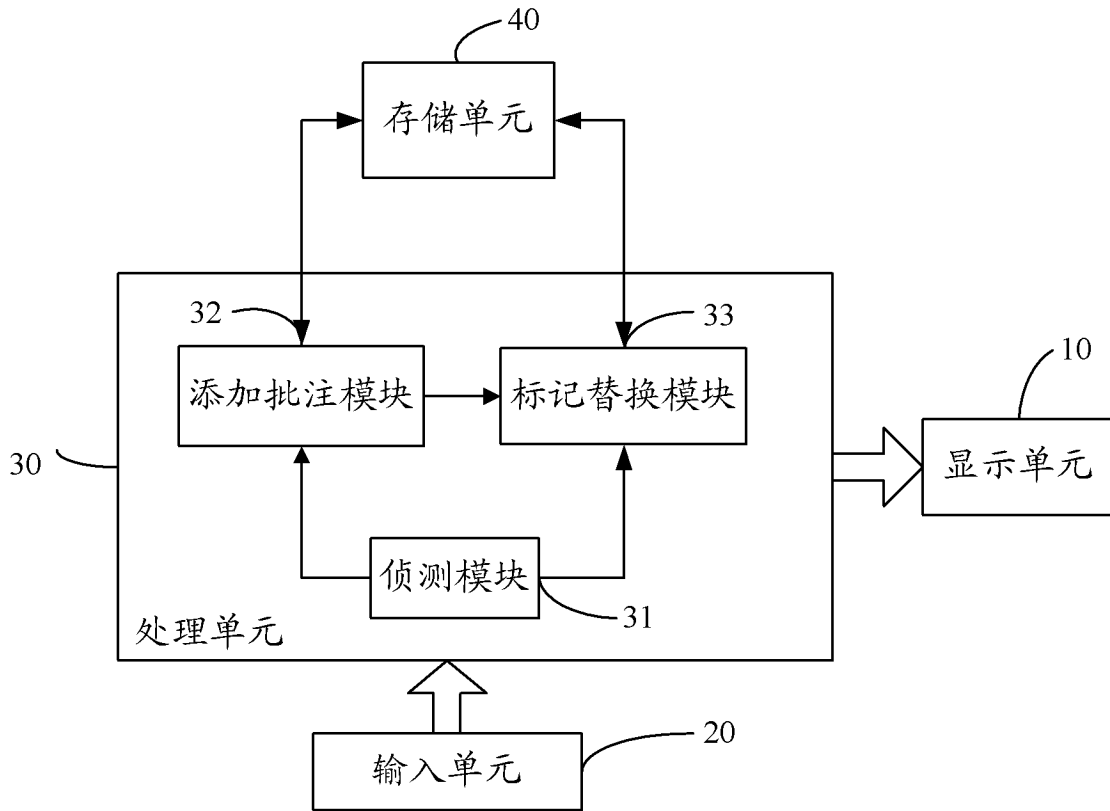 40
存储单元
32
33
添加批注模块
标记替换模块
10
显示单元
30
侦测模块
31
处理单元
20
输入单元